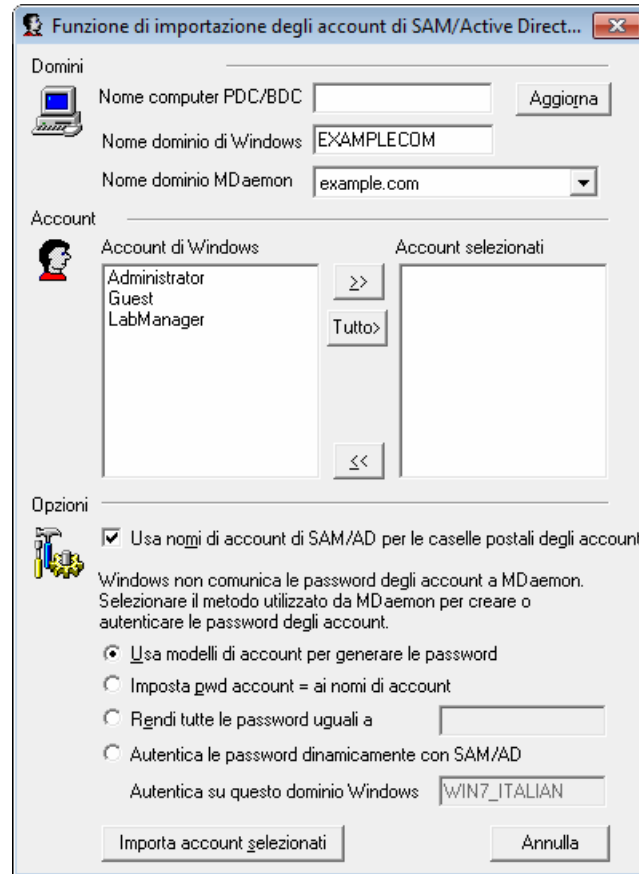 Funzione di importazione degli account di SAM/Active Direct...
Domini
Nome computer PDC/BDC
Aggiorna
Nome dominio di Windows EXAMPLECOM
Nome dominio MDaemon example.com
Account
Account di Windows Account selezionati
Administrator
Guest
LabManager
>>
Tutto>
<<
Opzioni
Usa nomi di account di SAM/AD per le caselle postali degli account
Windows non comunica le password degli account a MDaemon.
Selezionare il metodo utilizzato da MDaemon per creare o
autenticare le password degli account.
Usa modelli di account per generare le password
Imposta pwd account = ai nomi di account
Rendi tutte le password uguali a
Autentica le password dinamicamente con SAM/AD
Autentica su questo dominio Windows WIN7_ITALIAN
Importa account selezionati Annulla